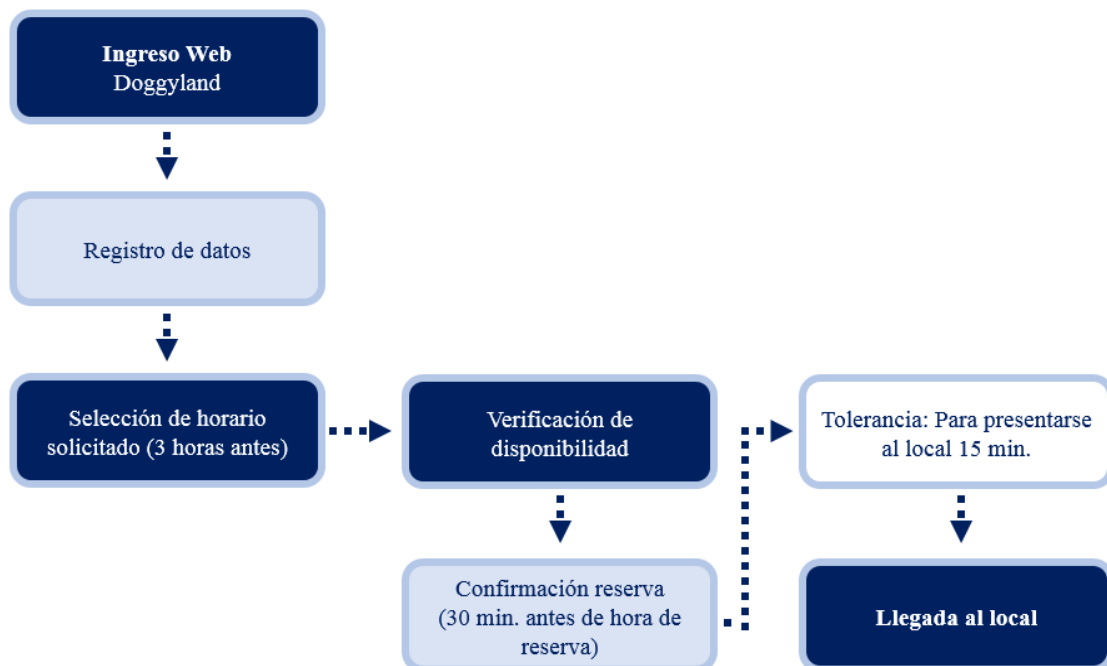 Ingreso Web
Doggyland
Registro de datos
Selección de horario
solicitado (3 horas antes)
Verificación de
disponibilidad
Confirmación reserva
(30 min. antes de hora de
reserva)
Tolerancia: Para presentarse
al local 15 min.
Llegada al local